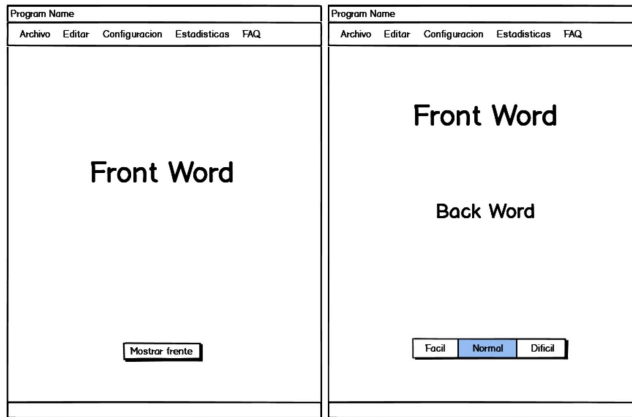 Program Name
Archivo Editar Configuracion Estadisticas FAQ
Front Word
Mostrar frente
Program Name
Archivo Editar Configuracion Estadisticas FAQ
Front Word
Back Word
Facil Normal Dificil